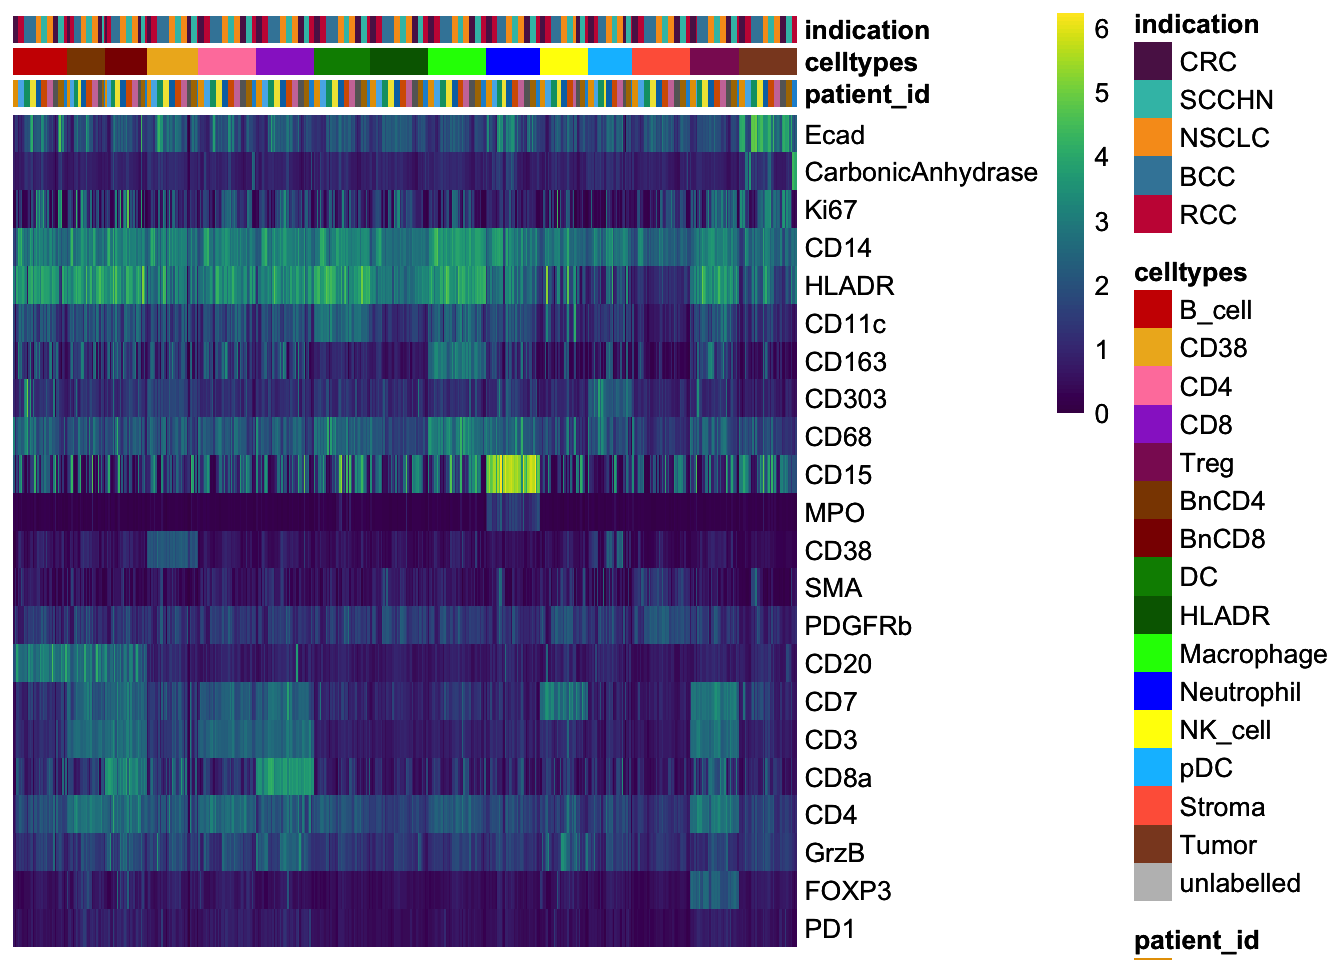 indication
celltypes
patient_id
Ecad
CarbonicAnhydrase
Ki67
CD14
HLADR
CD11c
CD163
CD303
CD68
CD15
MPO
CD38
SMA
PDGFRb
CD20
CD7
CD3
CD8a
CD4
GrzB
FOXP3
PD1
6
5
4
3
2
1
0
indication
CRC
SCCHN
NSCLC
BCC
RCC
celltypes
B_cell
CD38
CD4
CD8
Treg
BnCD4
BnCD8
DC
HLADR
Macrophage
Neutrophil
NK_cell
pDC
Stroma
Tumor
unlabelled
patient_id